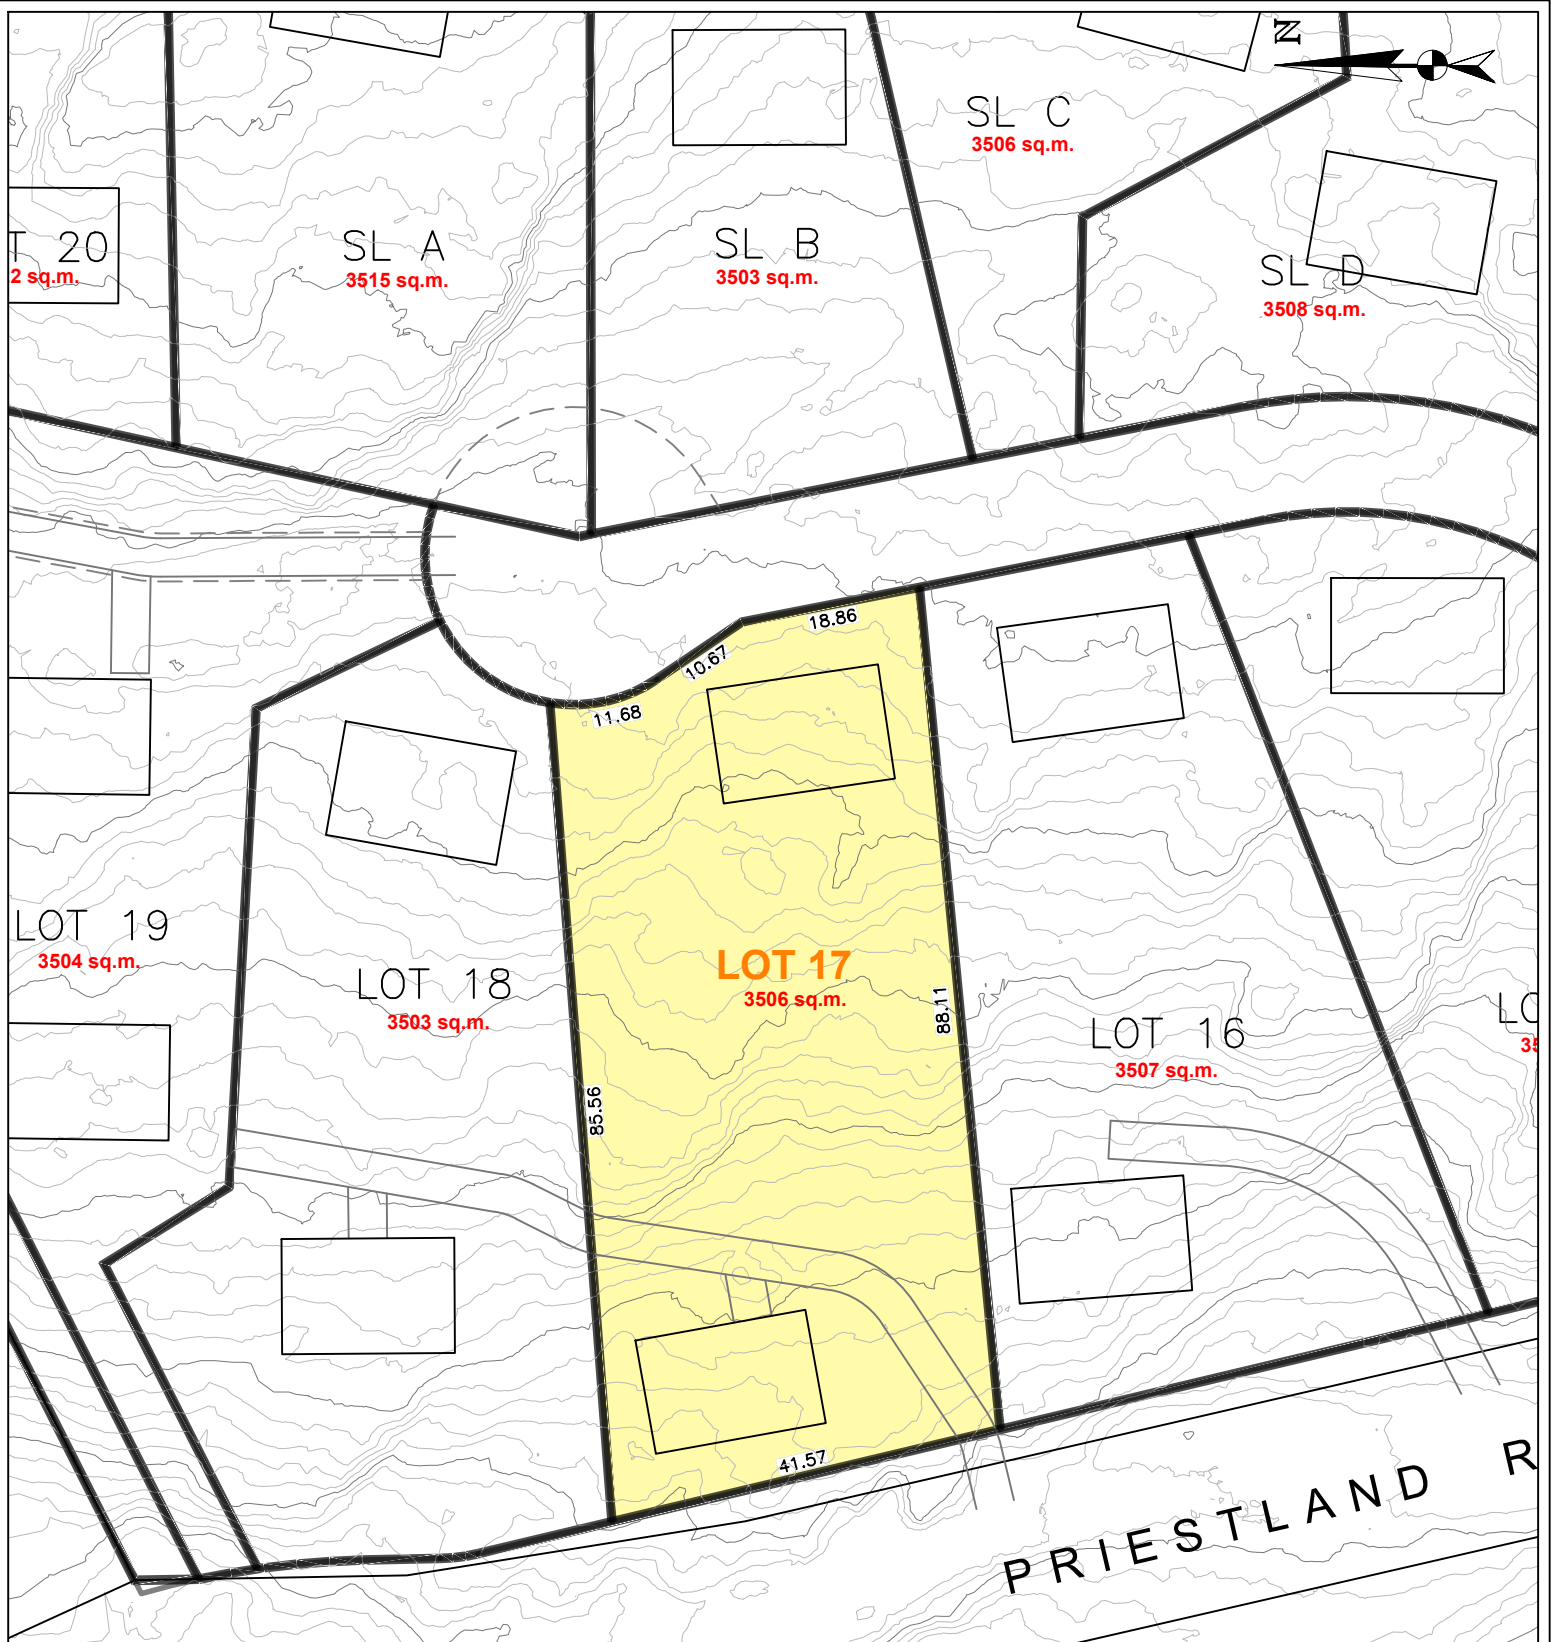 N
SL C
3506 sq.m.
T 20
2 sq.m.
SL A
3515 sq.m.
SL B
3503 sq.m.
SL D
3508 sq.m.
18.86
10.67
11.68
LOT 19
3504 sq.m.
LOT 18
3503 sq.m.
LOT 17
3506 sq.m.
88.11
LOT 16
3507 sq.m.
LO
35
85.56
41.57
PRIESTLAND R